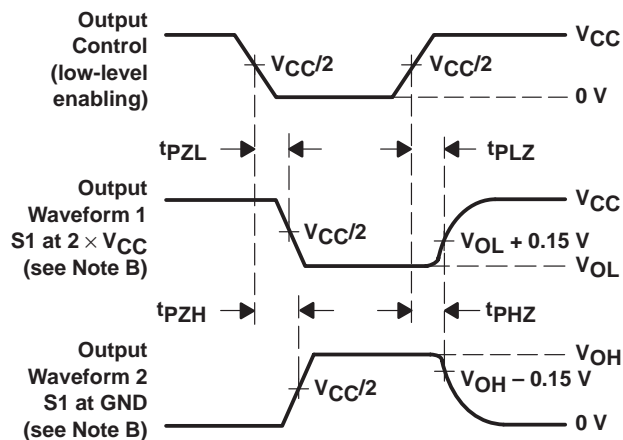 Output
Control
(low-level
enabling)
VCC
VCC/2
VCC/2
0 V
tPZL
tPLZ
Output
Waveform 1
S1 at 2 × VCC
(see Note B)
VCC
VCC/2
VOL + 0.15 V
VOL
tPZH
tPHZ
Output
Waveform 2
S1 at GND
(see Note B)
VOH
VCC/2
VOH − 0.15 V
0 V